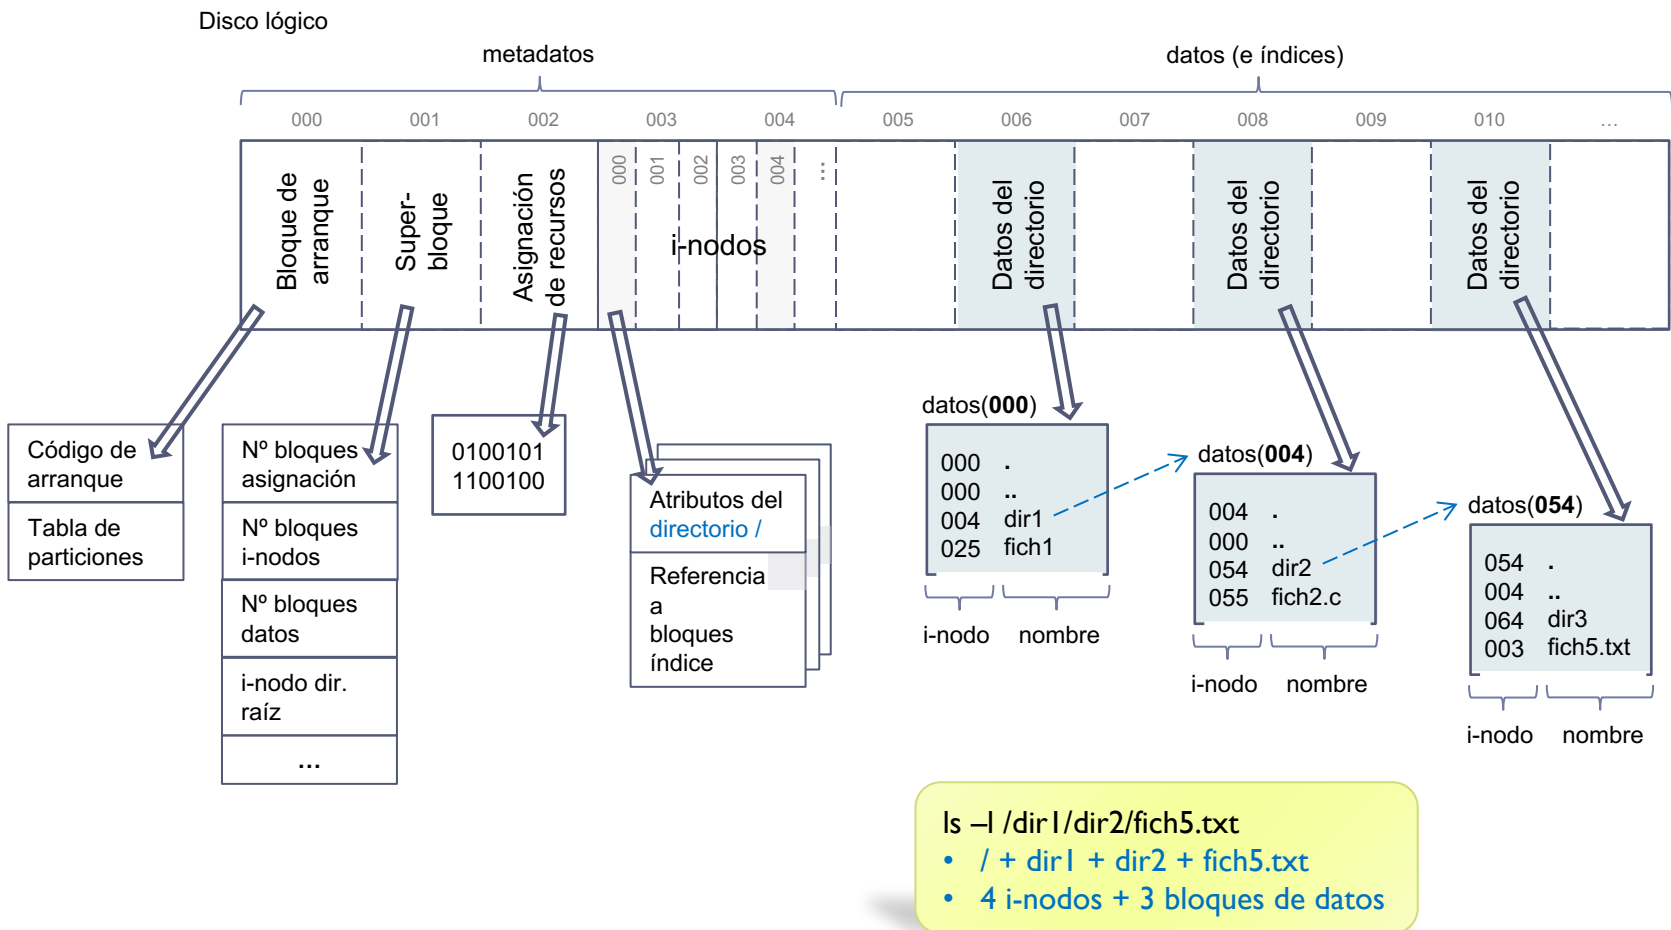 Disco lógico
metadatos
datos (e índices)
000 001 002 003 004 005 006 007 008 009 010 ...
000 001 002 003 004 ...
Bloque de
arranque
Super-
bloque
Asignación
de recursos
i-nodos
Datos del
directorio
Datos del
directorio
Datos del
directorio
Código de
arranque
Tabla de
particiones
Nº bloques
asignación
Nº bloques
i-nodos
Nº bloques
datos
i-nodo dir.
raíz
...
0100101
1100100
Atributos del
directorio /
Referencia
a
bloques
índice
datos(000)
000 .
000 ..
004 dir1
025 fich1
i-nodo nombre
datos(004)
004 .
000 ..
054 dir2
055 fich2.c
i-nodo nombre
datos(054)
054 .
004 ..
064 dir3
003 fich5.txt
i-nodo nombre
ls –l /dir1/dir2/fich5.txt
• / + dir1 + dir2 + fich5.txt
• 4 i-nodos + 3 bloques de datos